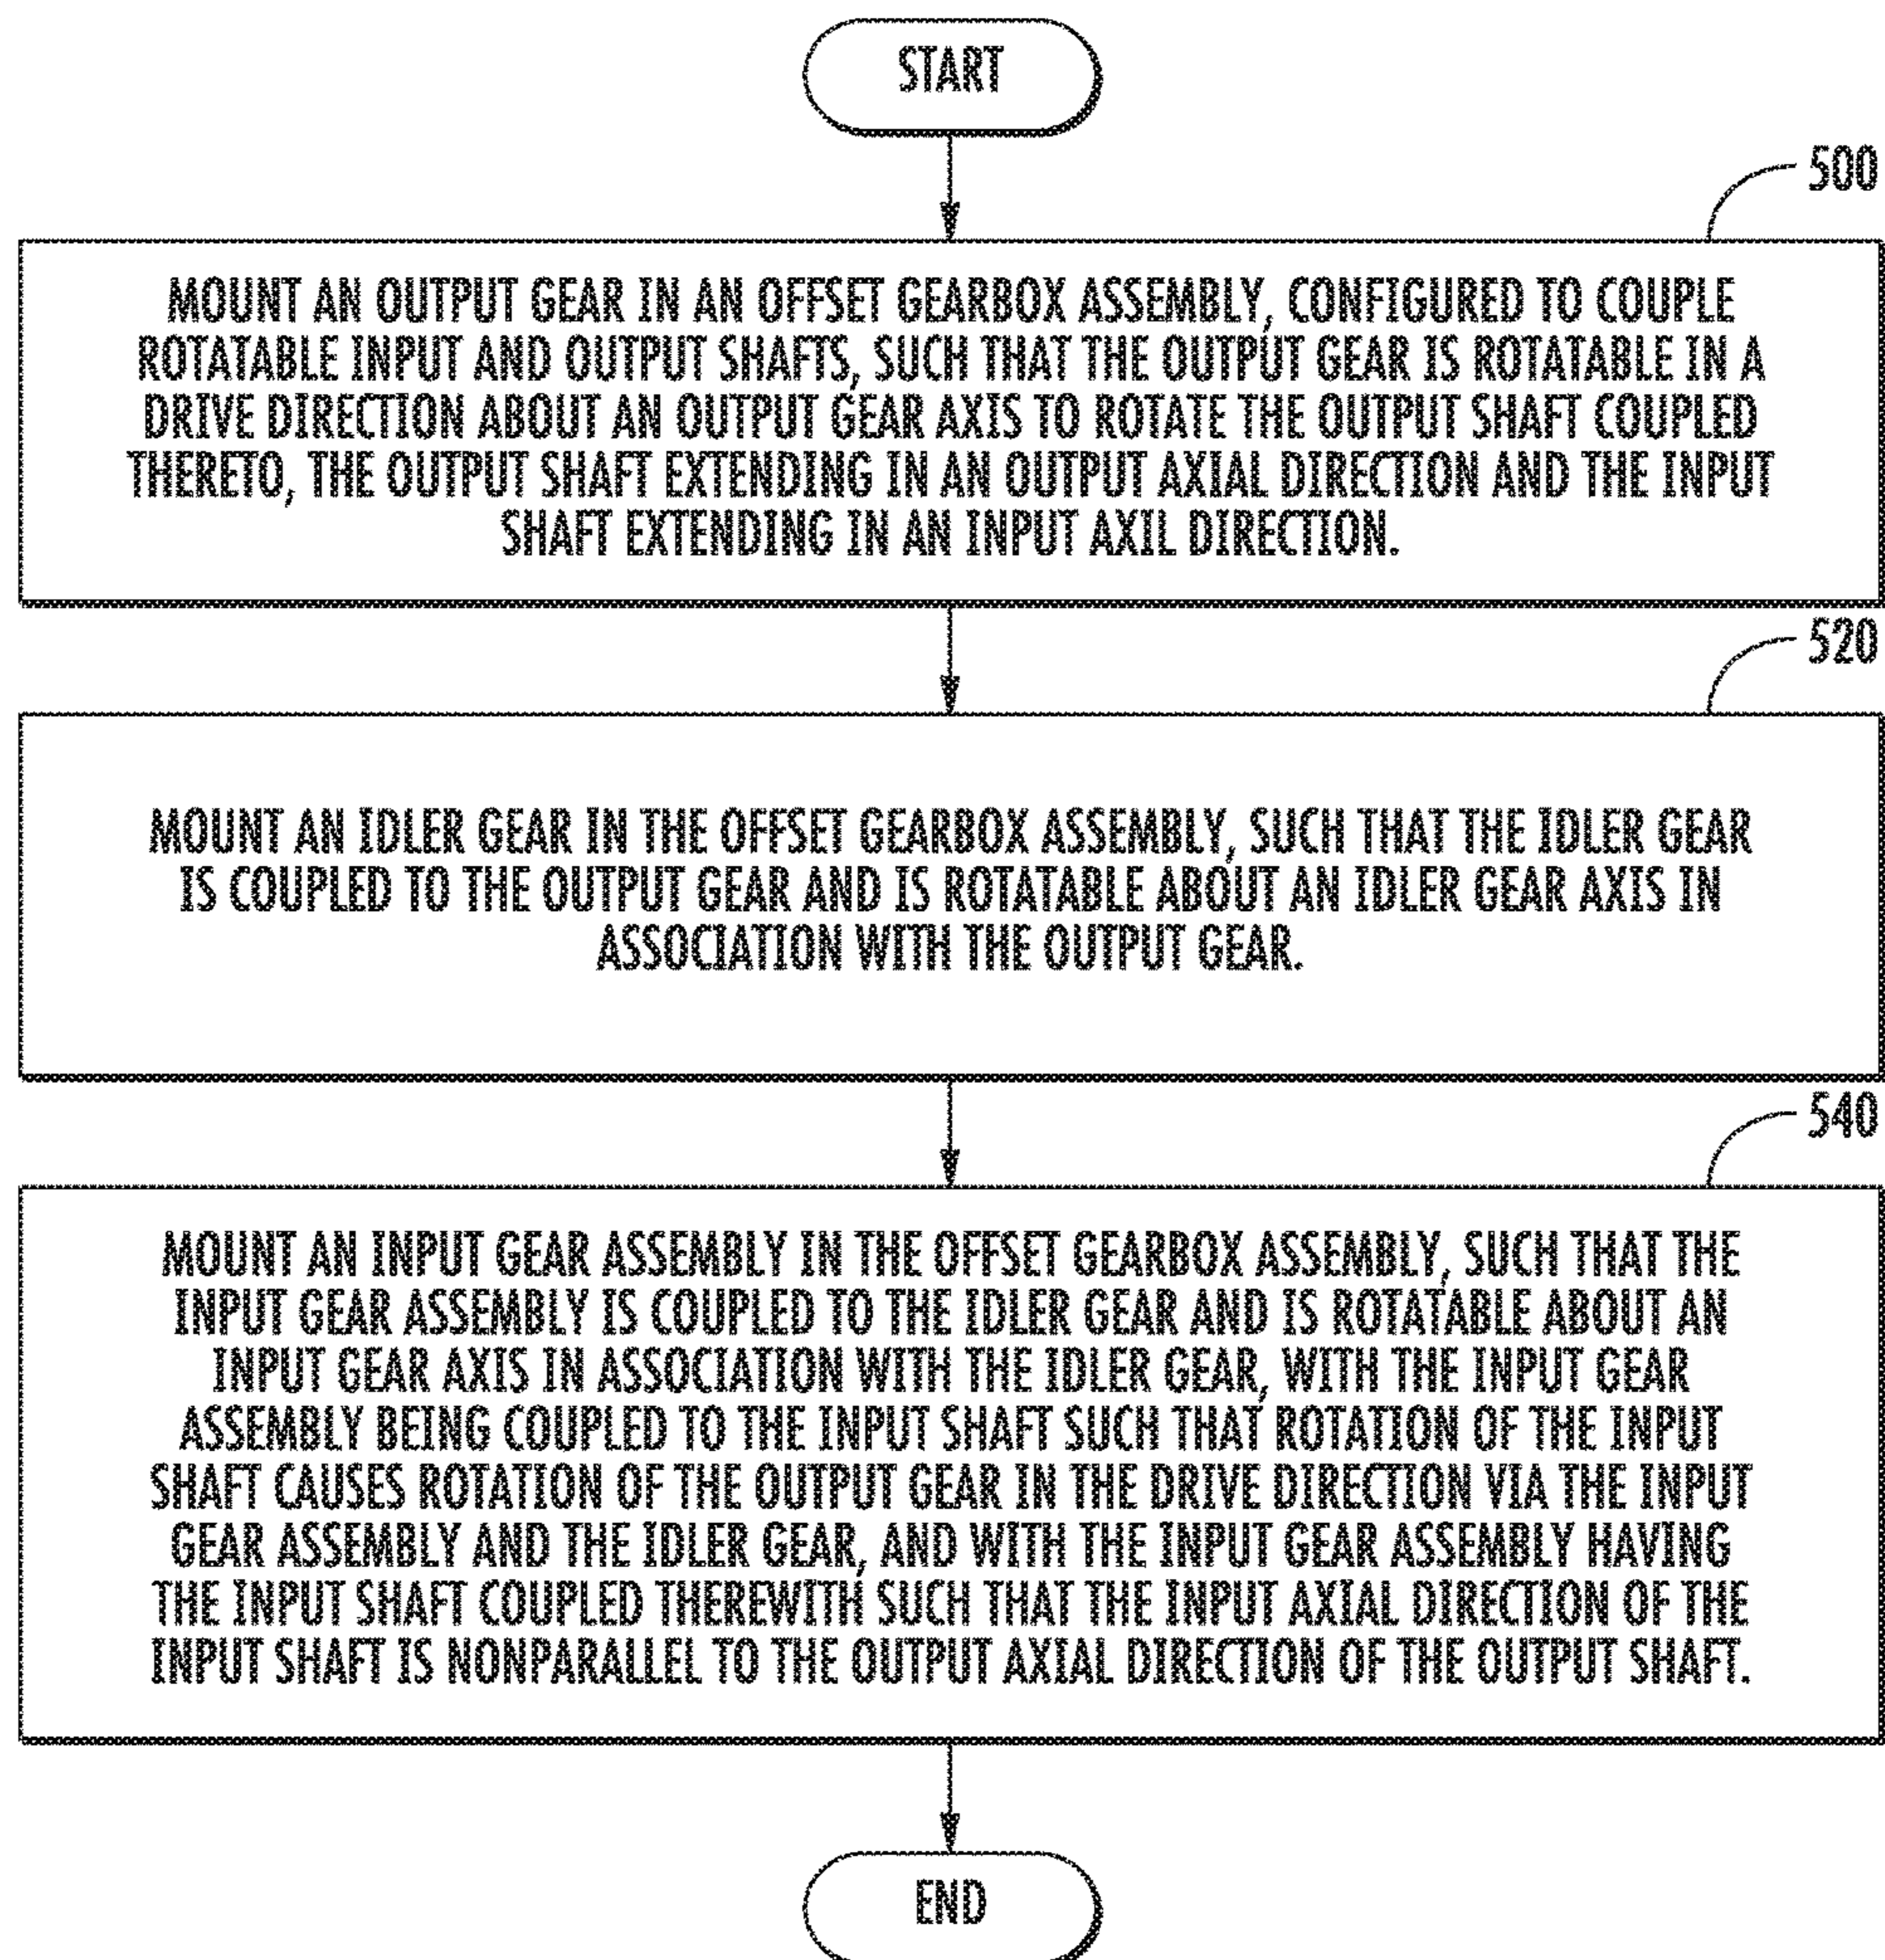 START
500
MOUNT AN OUTPUT GEAR IN AN OFFSET GEARBOX ASSEMBLY, CONFIGURED TO COUPLE
ROTATABLE INPUT AND OUTPUT SHAFTS, SUCH THAT THE OUTPUT GEAR IS ROTATABLE IN A
DRIVE DIRECTION ABOUT AN OUTPUT GEAR AXIS TO ROTATE THE OUTPUT SHAFT COUPLED
THERETO, THE OUTPUT SHAFT EXTENDING IN AN OUTPUT AXIAL DIRECTION AND THE INPUT
SHAFT EXTENDING IN AN INPUT AXIL DIRECTION.
520
MOUNT AN IDLER GEAR IN THE OFFSET GEARBOX ASSEMBLY, SUCH THAT THE IDLER GEAR
IS COUPLED TO THE OUTPUT GEAR AND IS ROTATABLE ABOUT AN IDLER GEAR AXIS IN
ASSOCIATION WITH THE OUTPUT GEAR.
540
MOUNT AN INPUT GEAR ASSEMBLY IN THE OFFSET GEARBOX ASSEMBLY, SUCH THAT THE
INPUT GEAR ASSEMBLY IS COUPLED TO THE IDLER GEAR AND IS ROTATABLE ABOUT AN
INPUT GEAR AXIS IN ASSOCIATION WITH THE IDLER GEAR, WITH THE INPUT GEAR
ASSEMBLY BEING COUPLED TO THE INPUT SHAFT SUCH THAT ROTATION OF THE INPUT
SHAFT CAUSES ROTATION OF THE OUTPUT GEAR IN THE DRIVE DIRECTION VIA THE INPUT
GEAR ASSEMBLY AND THE IDLER GEAR, AND WITH THE INPUT GEAR ASSEMBLY HAVING
THE INPUT SHAFT COUPLED THEREWITH SUCH THAT THE INPUT AXIAL DIRECTION OF THE
INPUT SHAFT IS NONPARALLEL TO THE OUTPUT AXIAL DIRECTION OF THE OUTPUT SHAFT.
END